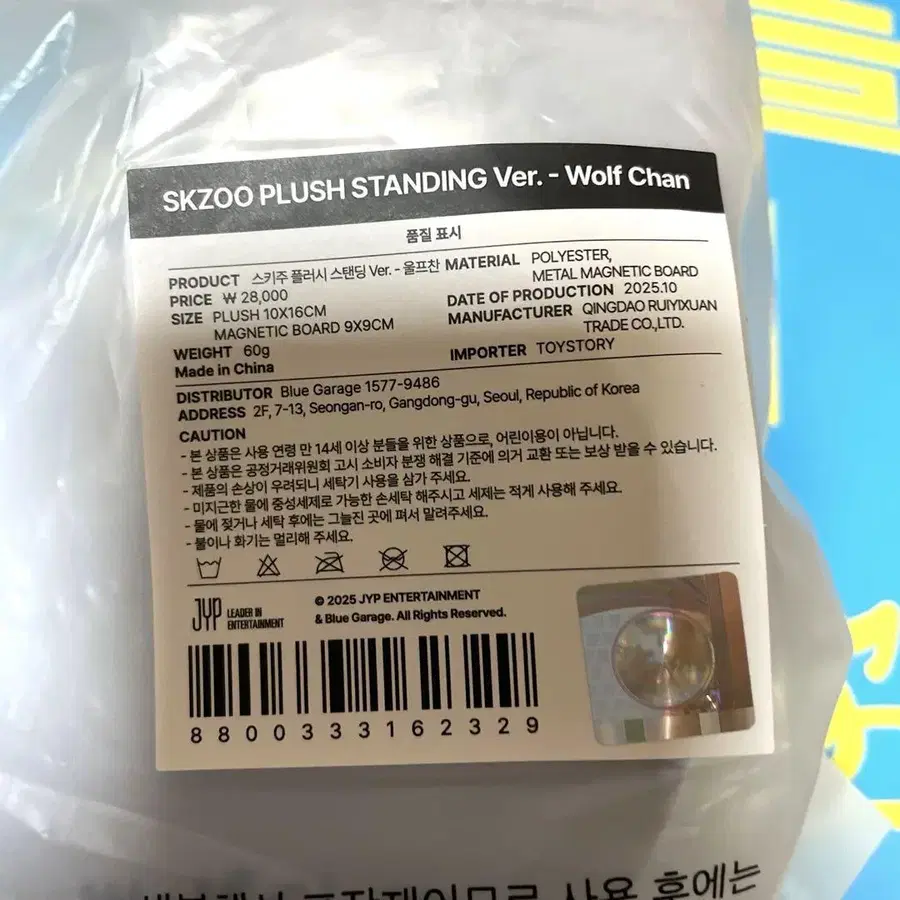 SKZOO PLUSH STANDING Ver. - Wolf Chan
품질 표시
PRODUCT 스키주 플러시 스탠딩 Ver. - 울프찬
PRICE ₩ 28,000
SIZE PLUSH 10X16CM
MAGNETIC BOARD 9X9CM
WEIGHT 60g
Made in China
MATERIAL POLYESTER,
METAL MAGNETIC BOARD
DATE OF PRODUCTION 2025.10
MANUFACTURER QINGDAO RUIYIXUAN
TRADE CO.,LTD.
IMPORTER TOYSTORY
DISTRIBUTOR Blue Garage 1577-9486
ADDRESS 2F, 7-13, Seongan-ro, Gangdong-gu, Seoul, Republic of Korea
CAUTION
- 본 상품은 사용 연령 만 14세 이상 분들을 위한 상품으로, 어린이용이 아닙니다.
- 본 상품은 공정거래위원회 고시 소비자 분쟁 해결 기준에 의거 교환 또는 보상 받을 수 있습니다.
- 제품의 손상이 우려되니 세탁기 사용을 삼가 주세요.
- 미지근한 물에 중성세제로 가능한 손세탁 해주시고 세제는 적게 사용해 주세요.
- 물에 젖거나 세탁 후에는 그늘진 곳에 펴서 말려주세요.
- 불이나 화기는 멀리해 주세요.
JYP LEADER IN
ENTERTAINMENT
© 2025 JYP ENTERTAINMENT
& Blue Garage. All Rights Reserved.
8800333162329
사용 후에는